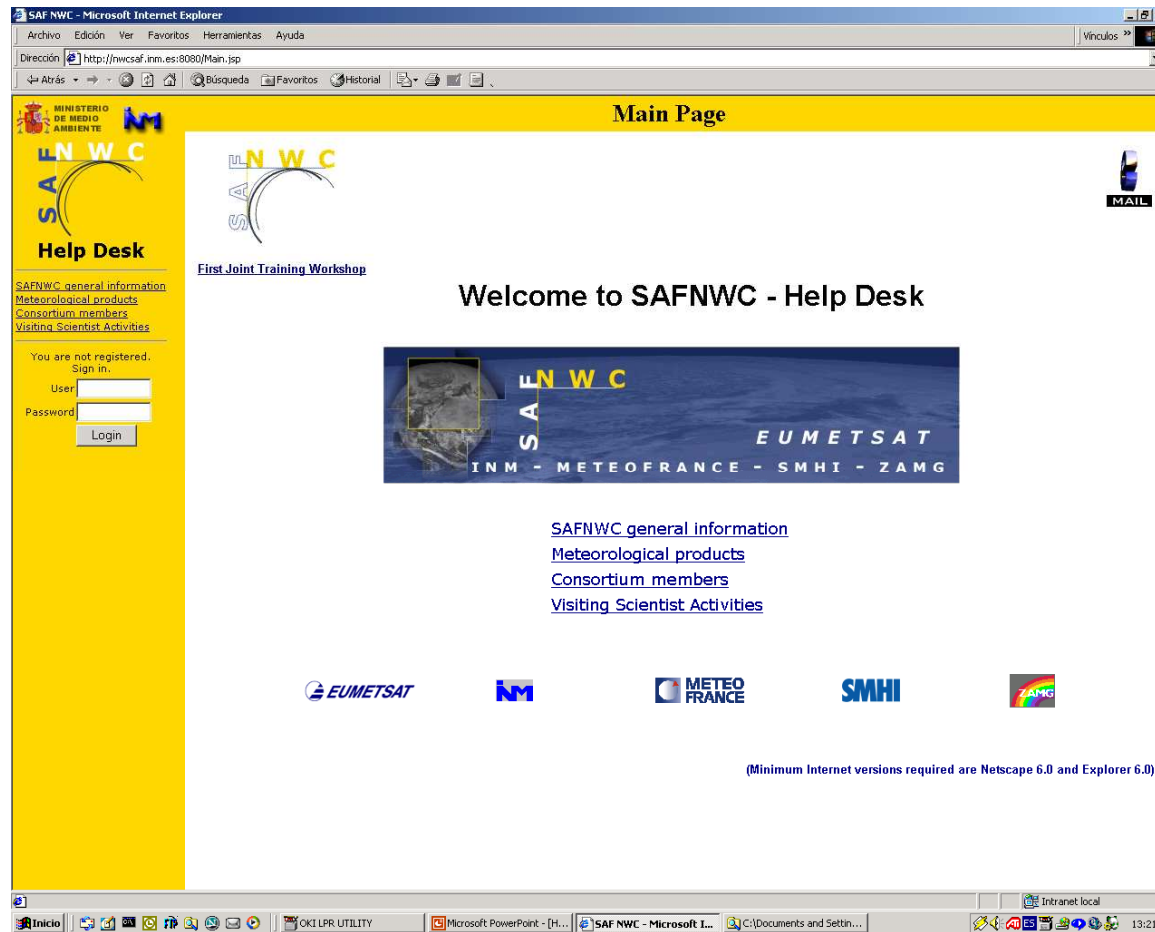 SAF NWC - Microsoft Internet Explorer
Archivo Edición Ver Favoritos Herramientas Ayuda
Vínculos »
Dirección http://nwcsaf.inm.es:8080/Main.jsp
Atrás Búsqueda Favoritos Historial
MINISTERIO
DE MEDIO
AMBIENTE
INM
Main Page
SAF NWC
Help Desk
SAFNWC general information
Meteorological products
Consortium members
Visiting Scientist Activities
You are not registered.
Sign in.
User
Password
Login
SAF NWC
MAIL
First Joint Training Workshop
Welcome to SAFNWC - Help Desk
SAF NWC
EUMETSAT
INM - METEOFRANCE - SMHI - ZAMG
SAFNWC general information
Meteorological products
Consortium members
Visiting Scientist Activities
EUMETSAT
INM
METEO
FRANCE
SMHI
ZAMG
(Minimum Internet versions required are Netscape 6.0 and Explorer 6.0)
Intranet local
Inicio
OKI LPR UTILITY
Microsoft PowerPoint - [H...
SAF NWC - Microsoft I...
C:\Documents and Settin...
ES
13:21